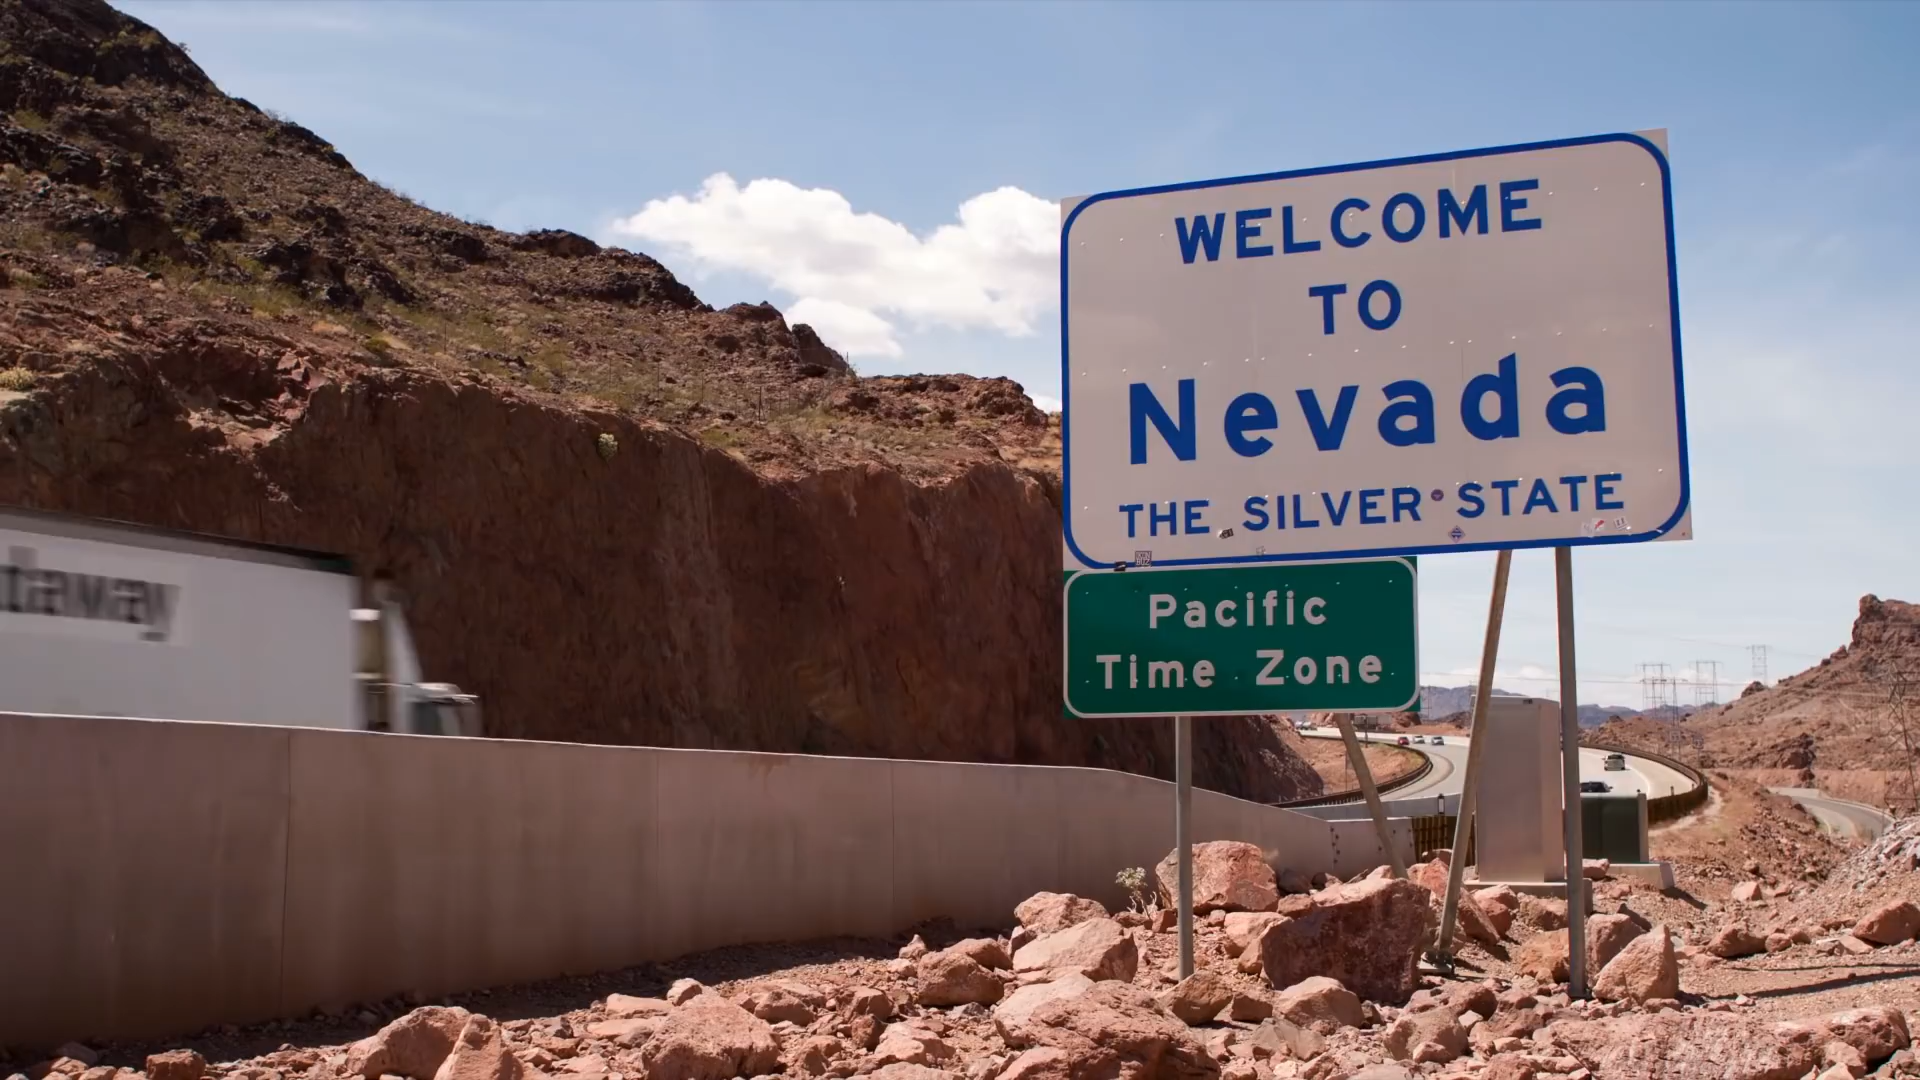 WELCOME
TO
Nevada
THE SILVER STATE
Pacific
Time Zone